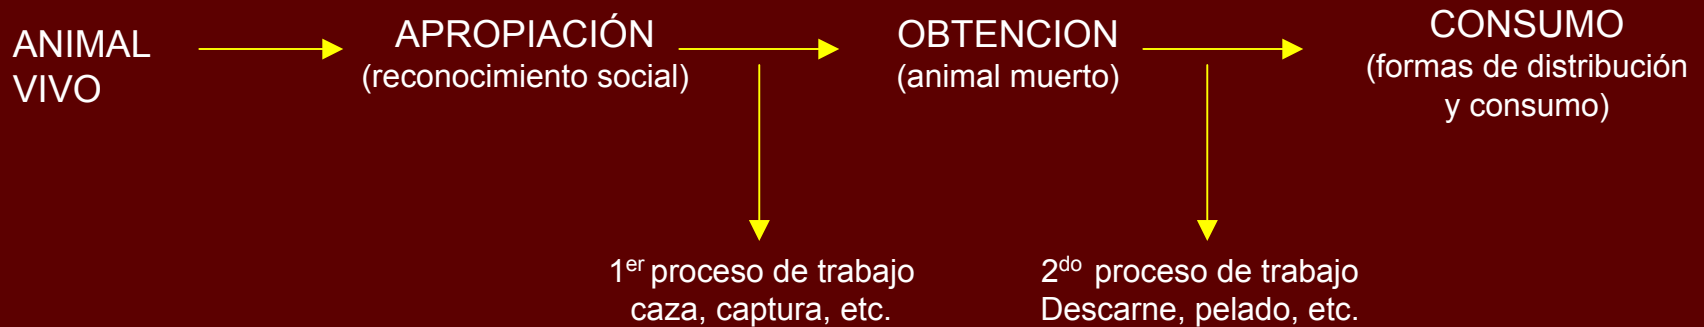 ANIMAL
VIVO
APROPIACIÓN
(reconocimiento social)
OBTENCION
(animal muerto)
CONSUMO
(formas de distribución
y consumo)
1er proceso de trabajo
caza, captura, etc.
2do proceso de trabajo
Descarne, pelado, etc.